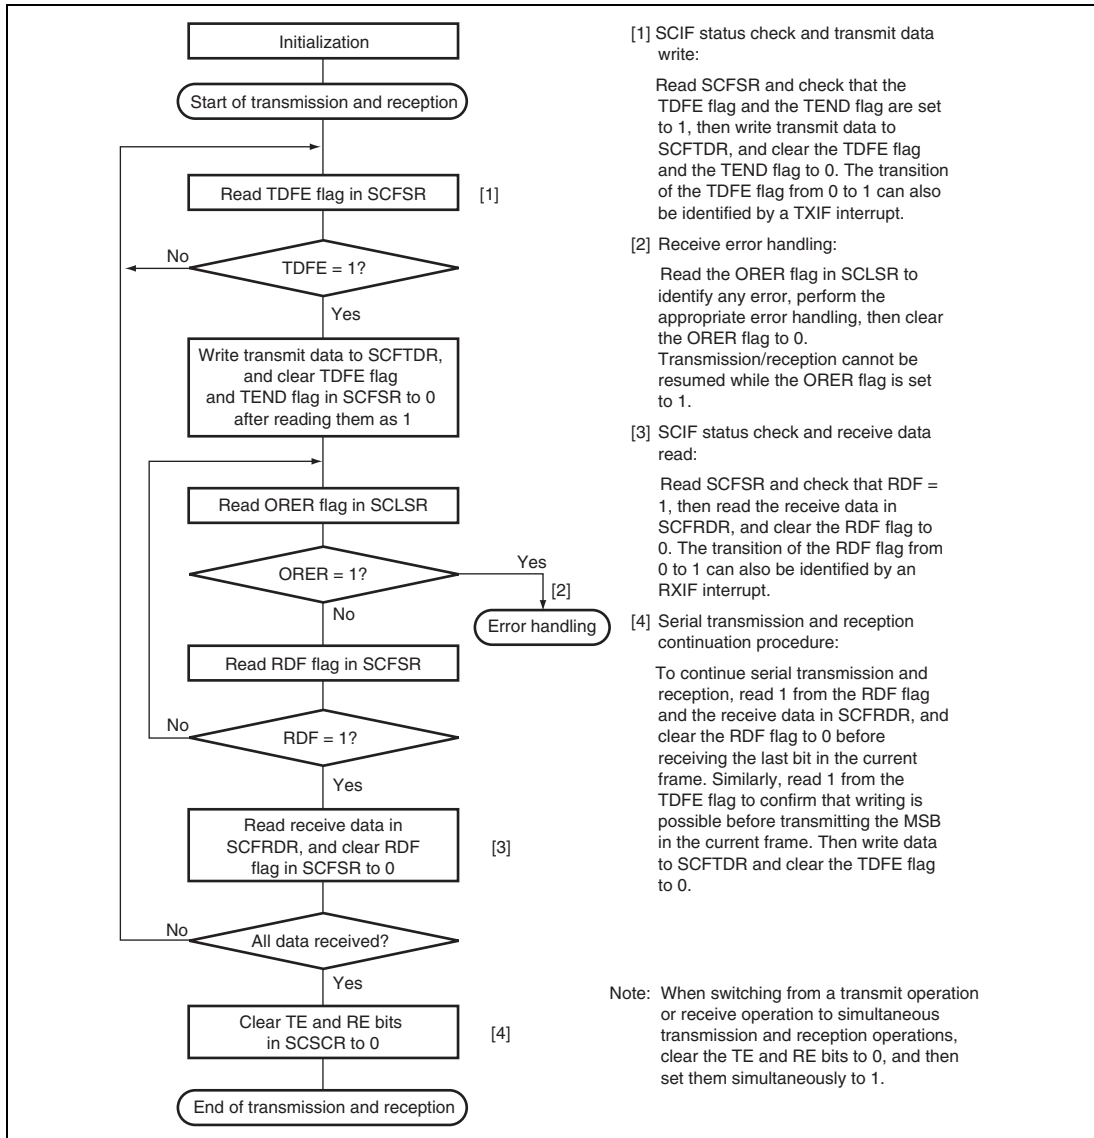 Initialization
Start of transmission and reception
Read TDFE flag in SCFSR
[1]
No
TDFE = 1?
Yes
Write transmit data to SCFTDR,
and clear TDFE flag
and TEND flag in SCFSR to 0
after reading them as 1
Read ORER flag in SCLSR
ORER = 1?
Yes
[2]
No
Error handling
Read RDF flag in SCFSR
No
RDF = 1?
Yes
Read receive data in
SCFRDR, and clear RDF
flag in SCFSR to 0
[3]
No
All data received?
Yes
Clear TE and RE bits
in SCSCR to 0
[4]
End of transmission and reception
[1] SCIF status check and transmit data
write:
Read SCFSR and check that the
TDFE flag and the TEND flag are set
to 1, then write transmit data to
SCFTDR, and clear the TDFE flag
and the TEND flag to 0. The transition
of the TDFE flag from 0 to 1 can also
be identified by a TXIF interrupt.
[2] Receive error handling:
Read the ORER flag in SCLSR to
identify any error, perform the
appropriate error handling, then clear
the ORER flag to 0.
Transmission/reception cannot be
resumed while the ORER flag is set
to 1.
[3] SCIF status check and receive data
read:
Read SCFSR and check that RDF =
1, then read the receive data in
SCFRDR, and clear the RDF flag to
0. The transition of the RDF flag from
0 to 1 can also be identified by an
RXIF interrupt.
[4] Serial transmission and reception
continuation procedure:
To continue serial transmission and
reception, read 1 from the RDF flag
and the receive data in SCFRDR, and
clear the RDF flag to 0 before
receiving the last bit in the current
frame. Similarly, read 1 from the
TDFE flag to confirm that writing is
possible before transmitting the MSB
in the current frame. Then write data
to SCFTDR and clear the TDFE flag
to 0.
Note: When switching from a transmit operation
or receive operation to simultaneous
transmission and reception operations,
clear the TE and RE bits to 0, and then
set them simultaneously to 1.